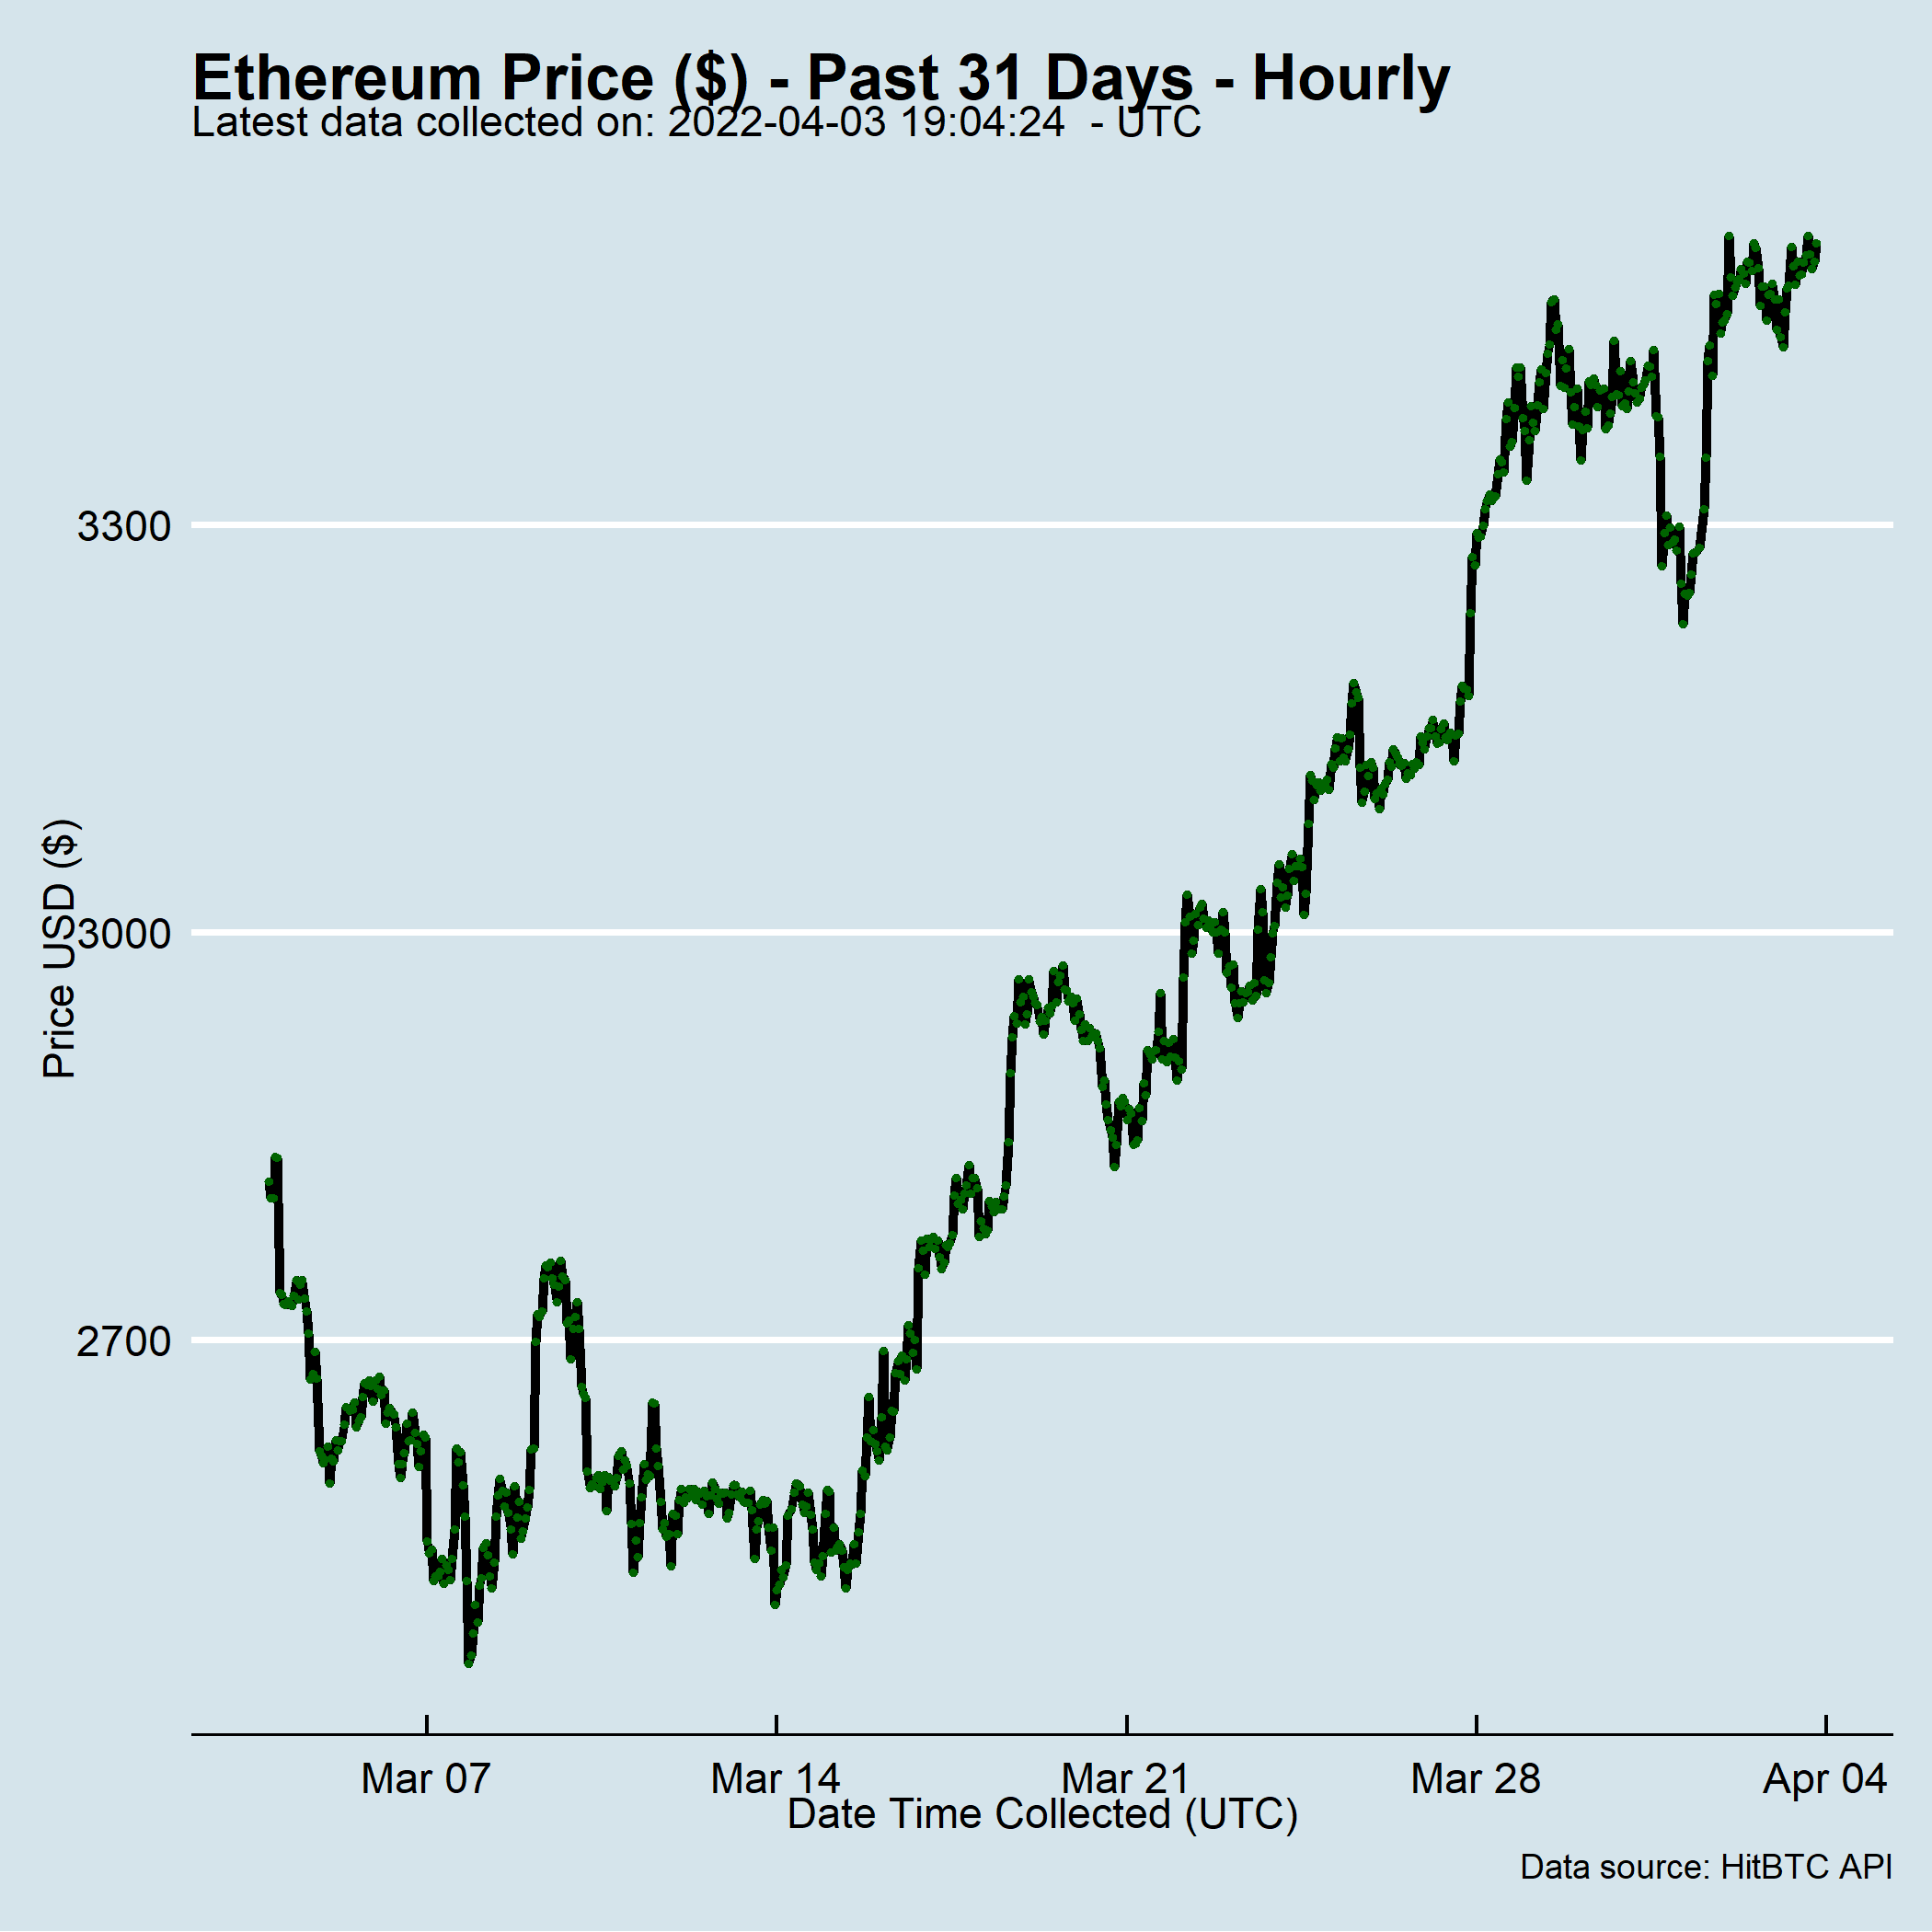 Ethereum Price ($) - Past 31 Days - Hourly
Latest data collected on: 2022-04-03 19:04:24  - UTC
3300
3000
2700
Price USD ($)
Mar 07
Mar 14
Mar 21
Mar 28
Apr 04
Date Time Collected (UTC)
Data source: HitBTC API